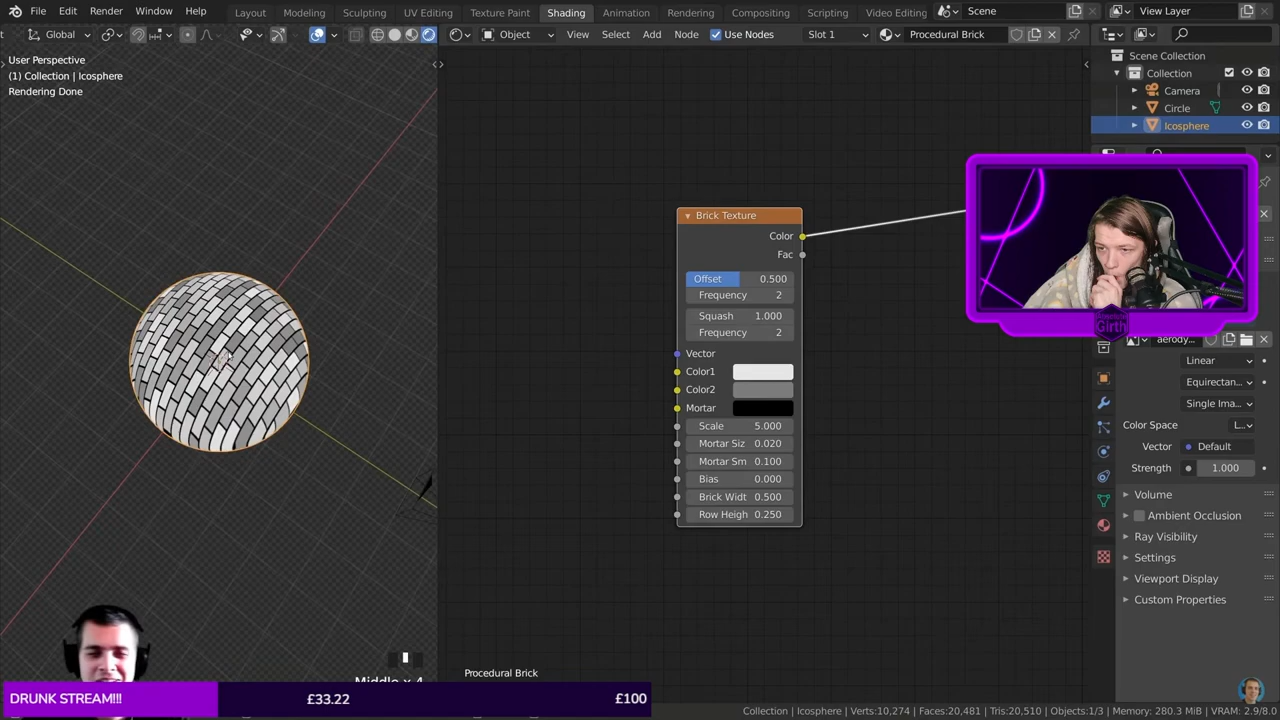 File Edit Render Window Help Layout Modeling Sculpting UV Editing Texture Paint Shading Animation Rendering Compositing Scripting Video Editing Scene View Layer
Global Object View Select Add Node Use Nodes Slot 1 Procedural Brick
User Perspective
(1) Collection | Icosphere
Rendering Done
Scene Collection
Collection
Camera
Circle
Icosphere
Brick Texture
Color
Fac
Offset 0.500
Frequency 2
Squash 1.000
Frequency 2
Vector
Color1
Color2
Mortar
Scale 5.000
Mortar Siz 0.020
Mortar Sm 0.100
Bias 0.000
Brick Widt 0.500
Row Heigh 0.250
Girth
aerody...
Linear
Equirectan...
Single Ima...
Color Space L...
Vector Default
Strength 1.000
Volume
Ambient Occlusion
Ray Visibility
Settings
Viewport Display
Custom Properties
Middle x 4
Procedural Brick
DRUNK STREAM!!! £33.22 £100
Collection | Icosphere | Verts:10,274 | Faces:20,481 | Tris:20,510 | Objects:1/3 | Memory: 280.3 MiB | VRAM: 2.9/8.0